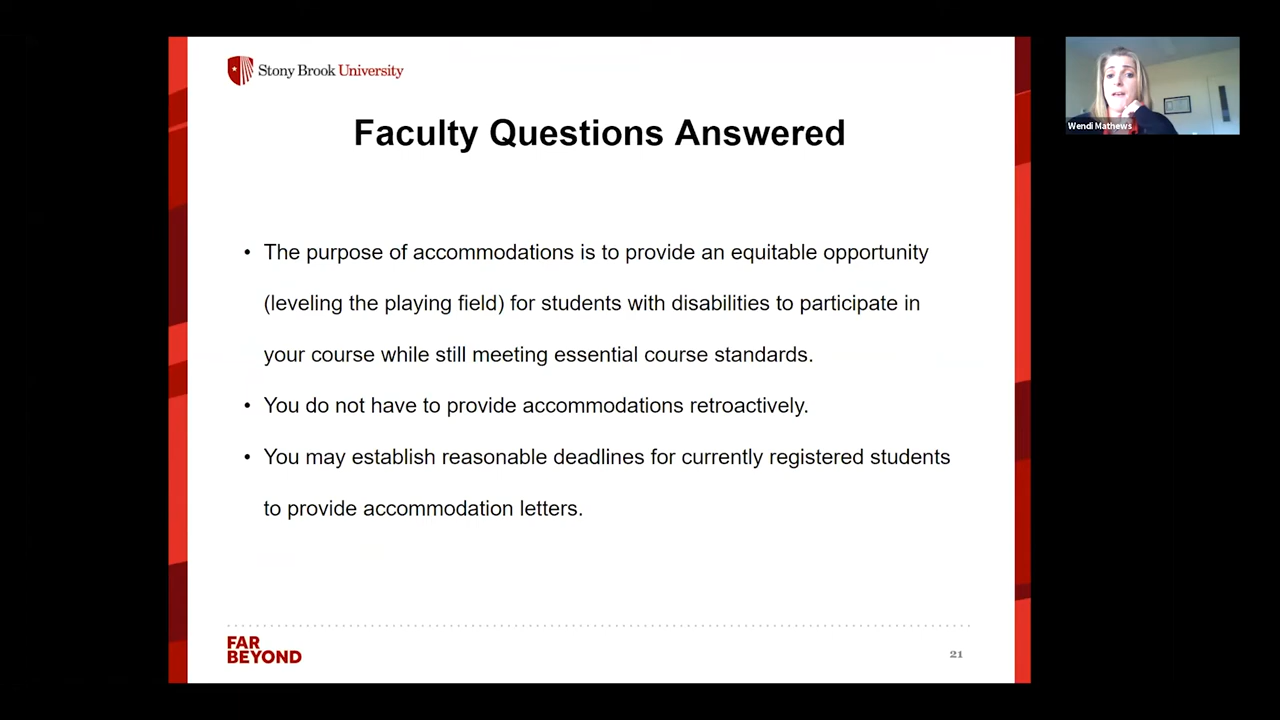 Stony Brook University
Wendi Mathews
Faculty Questions Answered
• The purpose of accommodations is to provide an equitable opportunity
(leveling the playing field) for students with disabilities to participate in
your course while still meeting essential course standards.
• You do not have to provide accommodations retroactively.
• You may establish reasonable deadlines for currently registered students
to provide accommodation letters.
FAR
BEYOND
21